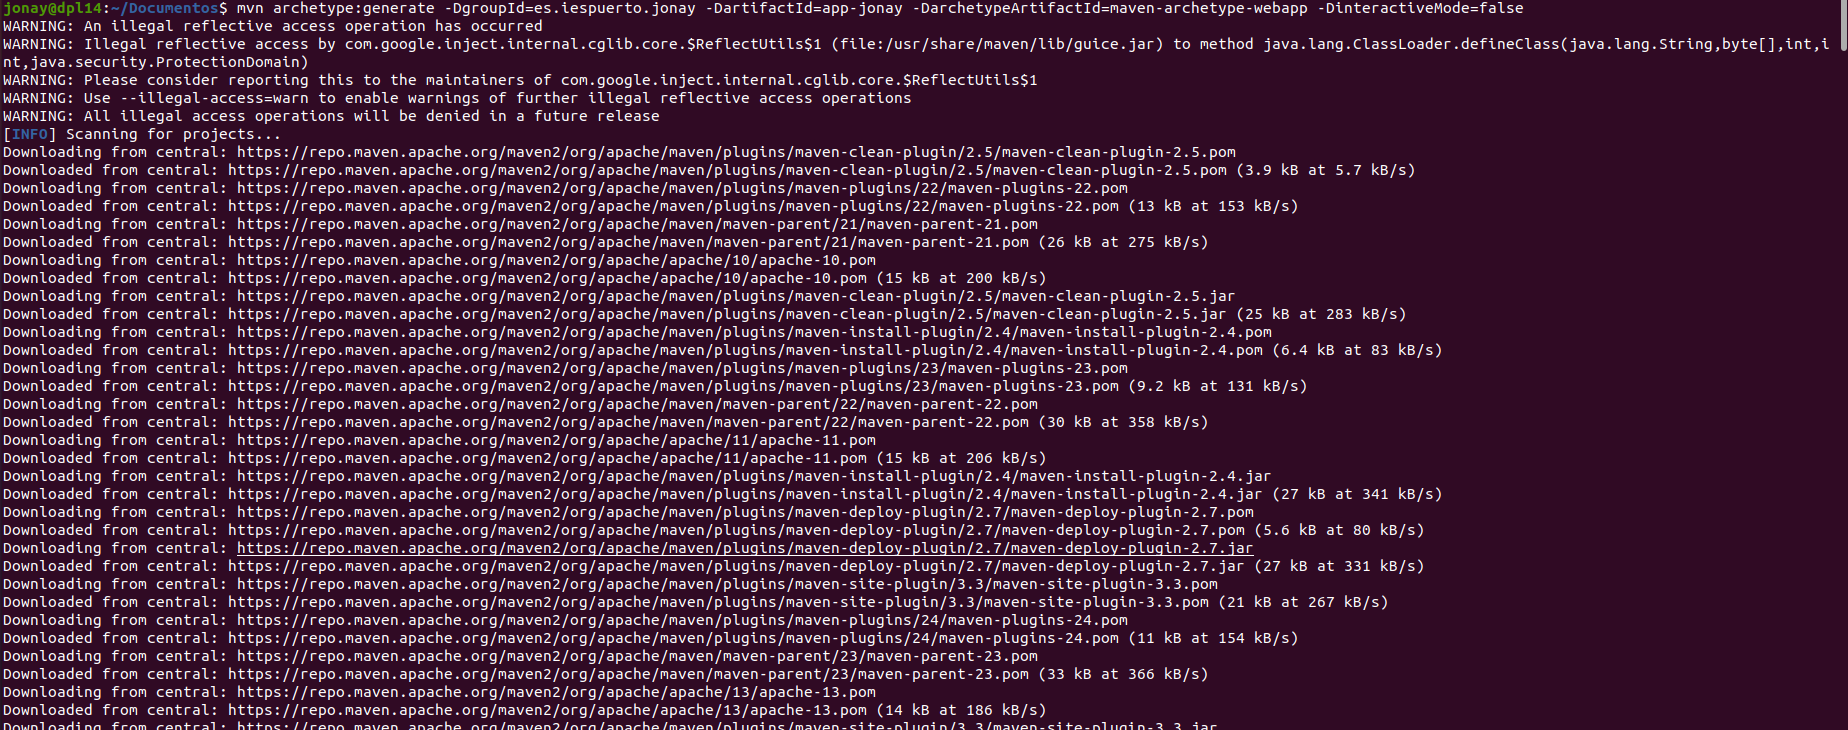 jonay@dpl14:~/Documentos$ mvn archetype:generate -DgroupId=es.iespuerto.jonay -DartifactId=app-jonay -DarchetypeArtifactId=maven-archetype-webapp -DinteractiveMode=false
WARNING: An illegal reflective access operation has occurred
WARNING: Illegal reflective access by com.google.inject.internal.cglib.core.$ReflectUtils$1 (file:/usr/share/maven/lib/guice.jar) to method java.lang.ClassLoader.defineClass(java.lang.String,byte[],int,i
nt,java.security.ProtectionDomain)
WARNING: Please consider reporting this to the maintainers of com.google.inject.internal.cglib.core.$ReflectUtils$1
WARNING: Use --illegal-access=warn to enable warnings of further illegal reflective access operations
WARNING: All illegal access operations will be denied in a future release
[INFO] Scanning for projects...
Downloading from central: https://repo.maven.apache.org/maven2/org/apache/maven/plugins/maven-clean-plugin/2.5/maven-clean-plugin-2.5.pom
Downloaded from central: https://repo.maven.apache.org/maven2/org/apache/maven/plugins/maven-clean-plugin/2.5/maven-clean-plugin-2.5.pom (3.9 kB at 5.7 kB/s)
Downloading from central: https://repo.maven.apache.org/maven2/org/apache/maven/plugins/maven-plugins/22/maven-plugins-22.pom
Downloaded from central: https://repo.maven.apache.org/maven2/org/apache/maven/plugins/maven-plugins/22/maven-plugins-22.pom (13 kB at 153 kB/s)
Downloading from central: https://repo.maven.apache.org/maven2/org/apache/maven/maven-parent/21/maven-parent-21.pom
Downloaded from central: https://repo.maven.apache.org/maven2/org/apache/maven/maven-parent/21/maven-parent-21.pom (26 kB at 275 kB/s)
Downloading from central: https://repo.maven.apache.org/maven2/org/apache/apache/10/apache-10.pom
Downloaded from central: https://repo.maven.apache.org/maven2/org/apache/apache/10/apache-10.pom (15 kB at 200 kB/s)
Downloading from central: https://repo.maven.apache.org/maven2/org/apache/maven/plugins/maven-clean-plugin/2.5/maven-clean-plugin-2.5.jar
Downloaded from central: https://repo.maven.apache.org/maven2/org/apache/maven/plugins/maven-clean-plugin/2.5/maven-clean-plugin-2.5.jar (25 kB at 283 kB/s)
Downloading from central: https://repo.maven.apache.org/maven2/org/apache/maven/plugins/maven-install-plugin/2.4/maven-install-plugin-2.4.pom
Downloaded from central: https://repo.maven.apache.org/maven2/org/apache/maven/plugins/maven-install-plugin/2.4/maven-install-plugin-2.4.pom (6.4 kB at 83 kB/s)
Downloading from central: https://repo.maven.apache.org/maven2/org/apache/maven/plugins/maven-plugins/23/maven-plugins-23.pom
Downloaded from central: https://repo.maven.apache.org/maven2/org/apache/maven/plugins/maven-plugins/23/maven-plugins-23.pom (9.2 kB at 131 kB/s)
Downloading from central: https://repo.maven.apache.org/maven2/org/apache/maven/maven-parent/22/maven-parent-22.pom
Downloaded from central: https://repo.maven.apache.org/maven2/org/apache/maven/maven-parent/22/maven-parent-22.pom (30 kB at 358 kB/s)
Downloading from central: https://repo.maven.apache.org/maven2/org/apache/apache/11/apache-11.pom
Downloaded from central: https://repo.maven.apache.org/maven2/org/apache/apache/11/apache-11.pom (15 kB at 206 kB/s)
Downloading from central: https://repo.maven.apache.org/maven2/org/apache/maven/plugins/maven-install-plugin/2.4/maven-install-plugin-2.4.jar
Downloaded from central: https://repo.maven.apache.org/maven2/org/apache/maven/plugins/maven-install-plugin/2.4/maven-install-plugin-2.4.jar (27 kB at 341 kB/s)
Downloading from central: https://repo.maven.apache.org/maven2/org/apache/maven/plugins/maven-deploy-plugin/2.7/maven-deploy-plugin-2.7.pom
Downloaded from central: https://repo.maven.apache.org/maven2/org/apache/maven/plugins/maven-deploy-plugin/2.7/maven-deploy-plugin-2.7.pom (5.6 kB at 80 kB/s)
Downloading from central: https://repo.maven.apache.org/maven2/org/apache/maven/plugins/maven-deploy-plugin/2.7/maven-deploy-plugin-2.7.jar
Downloaded from central: https://repo.maven.apache.org/maven2/org/apache/maven/plugins/maven-deploy-plugin/2.7/maven-deploy-plugin-2.7.jar (27 kB at 331 kB/s)
Downloading from central: https://repo.maven.apache.org/maven2/org/apache/maven/plugins/maven-site-plugin/3.3/maven-site-plugin-3.3.pom
Downloaded from central: https://repo.maven.apache.org/maven2/org/apache/maven/plugins/maven-site-plugin/3.3/maven-site-plugin-3.3.pom (21 kB at 267 kB/s)
Downloading from central: https://repo.maven.apache.org/maven2/org/apache/maven/plugins/maven-plugins/24/maven-plugins-24.pom
Downloaded from central: https://repo.maven.apache.org/maven2/org/apache/maven/plugins/maven-plugins/24/maven-plugins-24.pom (11 kB at 154 kB/s)
Downloading from central: https://repo.maven.apache.org/maven2/org/apache/maven/maven-parent/23/maven-parent-23.pom
Downloaded from central: https://repo.maven.apache.org/maven2/org/apache/maven/maven-parent/23/maven-parent-23.pom (33 kB at 366 kB/s)
Downloading from central: https://repo.maven.apache.org/maven2/org/apache/apache/13/apache-13.pom
Downloaded from central: https://repo.maven.apache.org/maven2/org/apache/apache/13/apache-13.pom (14 kB at 186 kB/s)
Downloading from central: https://repo.maven.apache.org/maven2/org/apache/maven/plugins/maven-site-plugin/3.3/maven-site-plugin-3.3.jar